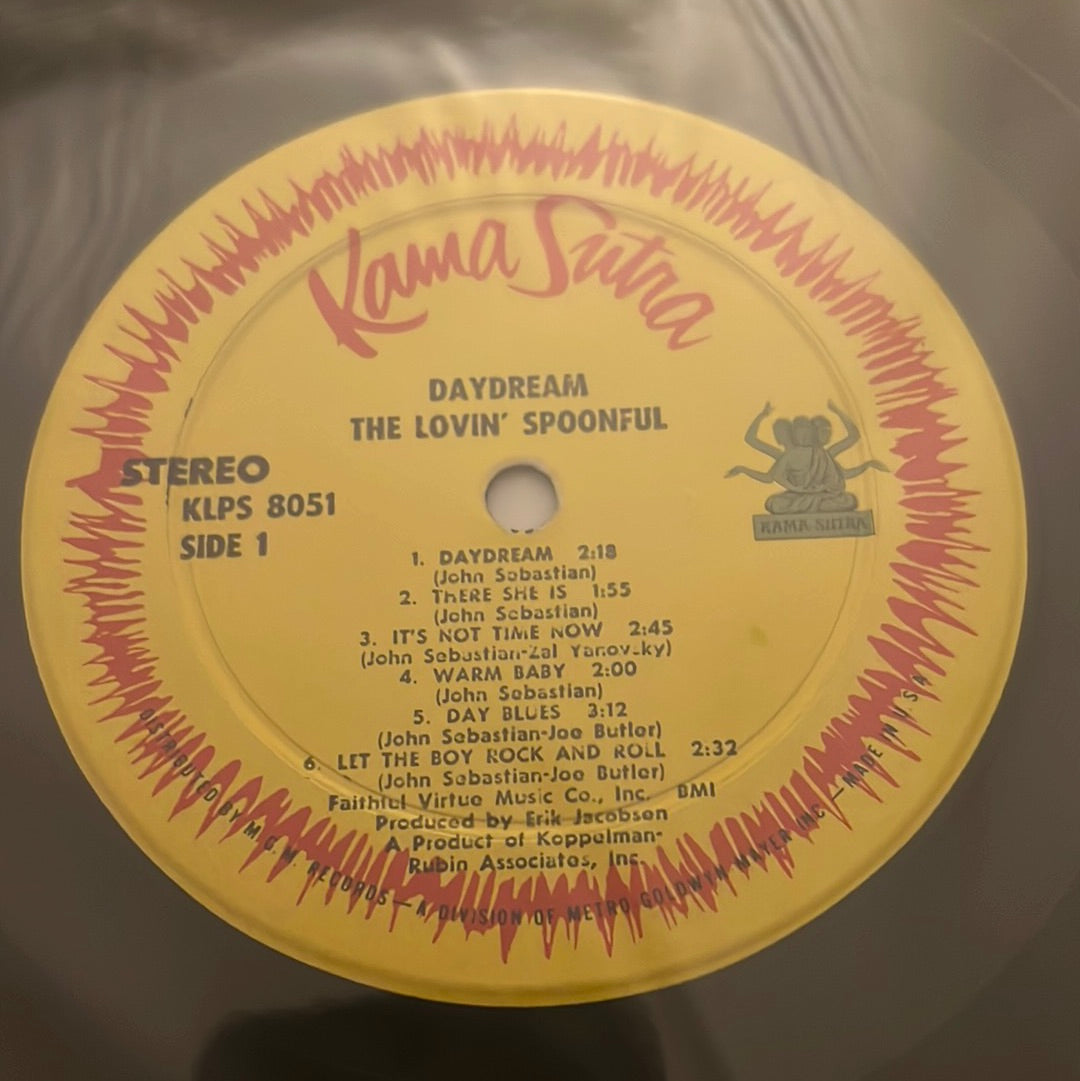 Kama Sutra
DAYDREAM
THE LOVIN' SPOONFUL
STEREO
KLPS 8051
SIDE 1
KAMA SUTRA
1. DAYDREAM 2:18
(John Sebastian)
2. ThERE SHE IS 1:55
(John Sebastian)
3. IT'S NOT TIME NOW 2:45
(John Sebastian-Zal Yanovsky)
4. WARM BABY 2:00
(John Sebastian)
5. DAY BLUES 3:12
(John Sebastian-Joe Butler)
6. LET THE BOY ROCK AND ROLL 2:32
(John Sebastian-Joe Butler)
Faithful Virtue Music Co., Inc. BMI
Produced by Erik Jacobsen
A Product of Koppelman-
Rubin Associates, Inc.
DISTRIBUTED BY M.G.M. RECORDS — A DIVISION OF METRO GOLDWYN MAYER INC — MADE IN U.S.A.